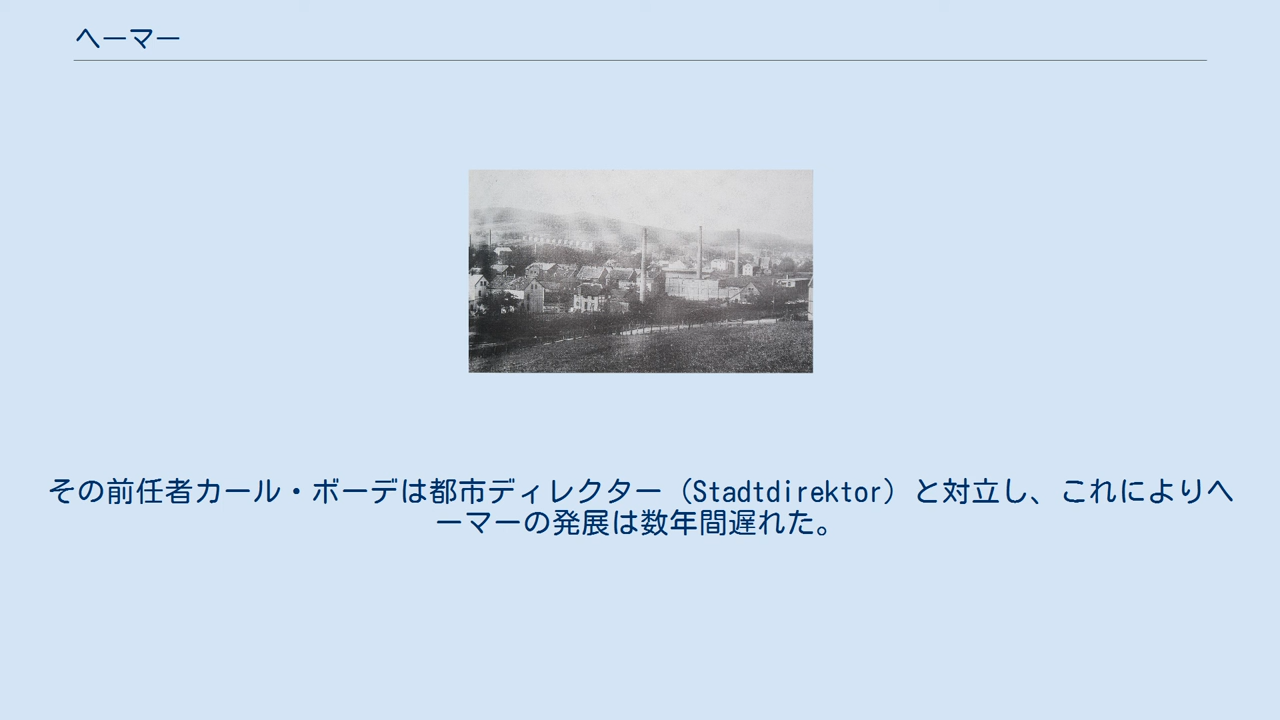 ヘーマー
その前任者カール・ボーデは都市ディレクター（Stadtdirektor）と対立し、これによりヘ
ーマーの発展は数年間遅れた。